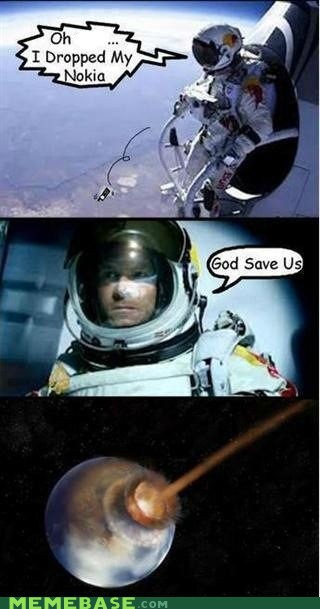 Oh ...
I Dropped My
Nokia
God Save Us
MEMEBASE.COM